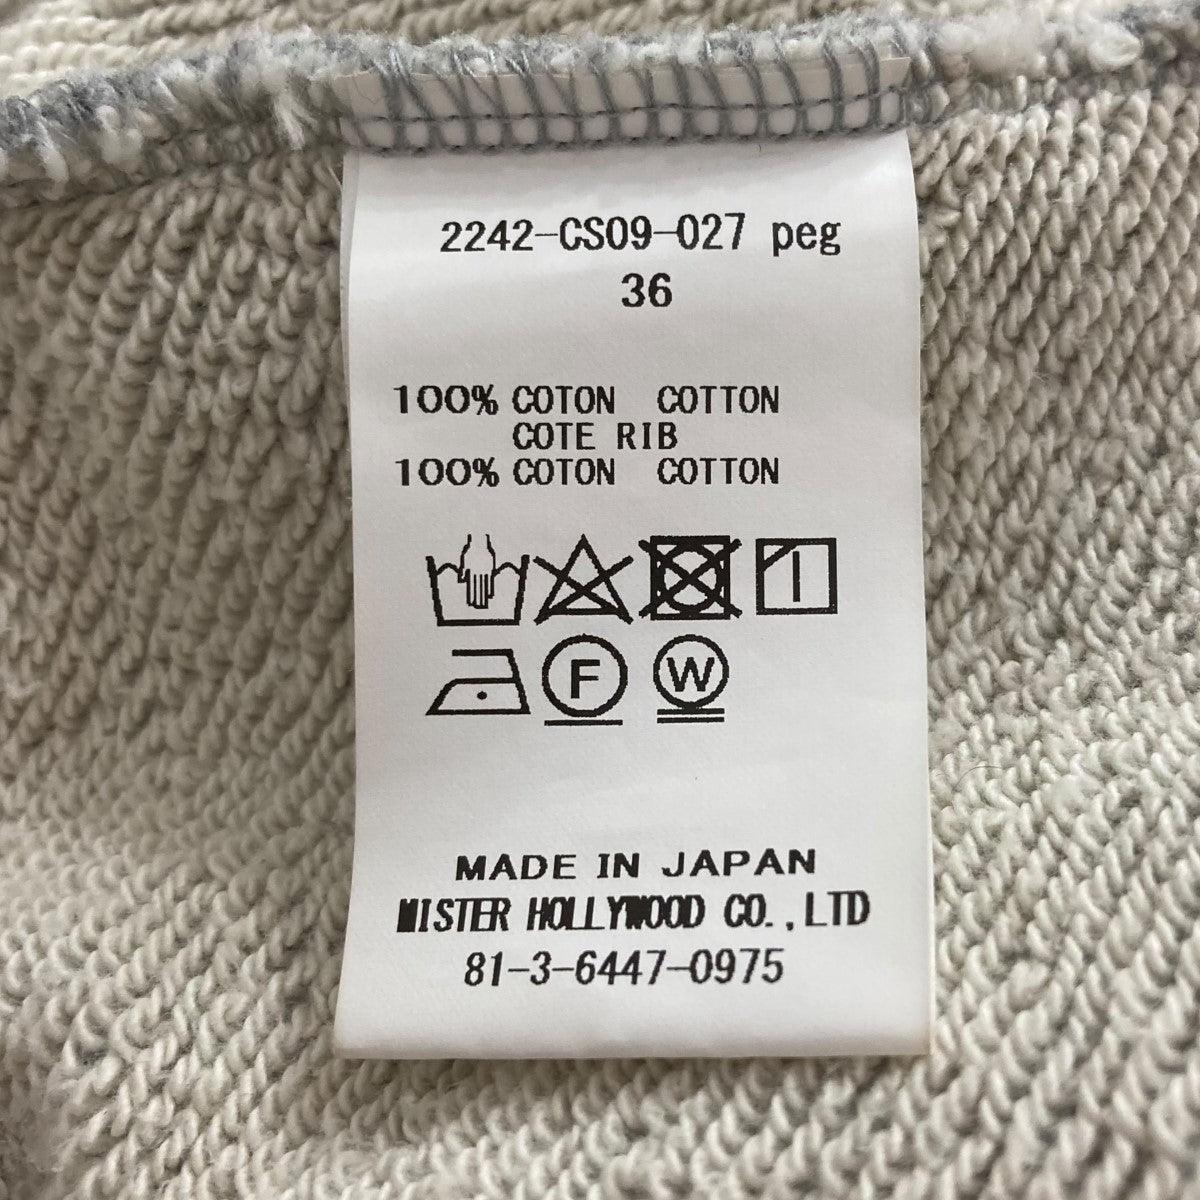 2242-CS09-027 peg
36
100% COTON COTTON
COTE RIB
100% COTON COTTON
F W
MADE IN JAPAN
MISTER HOLLYWOOD CO.,LTD
81-3-6447-0975